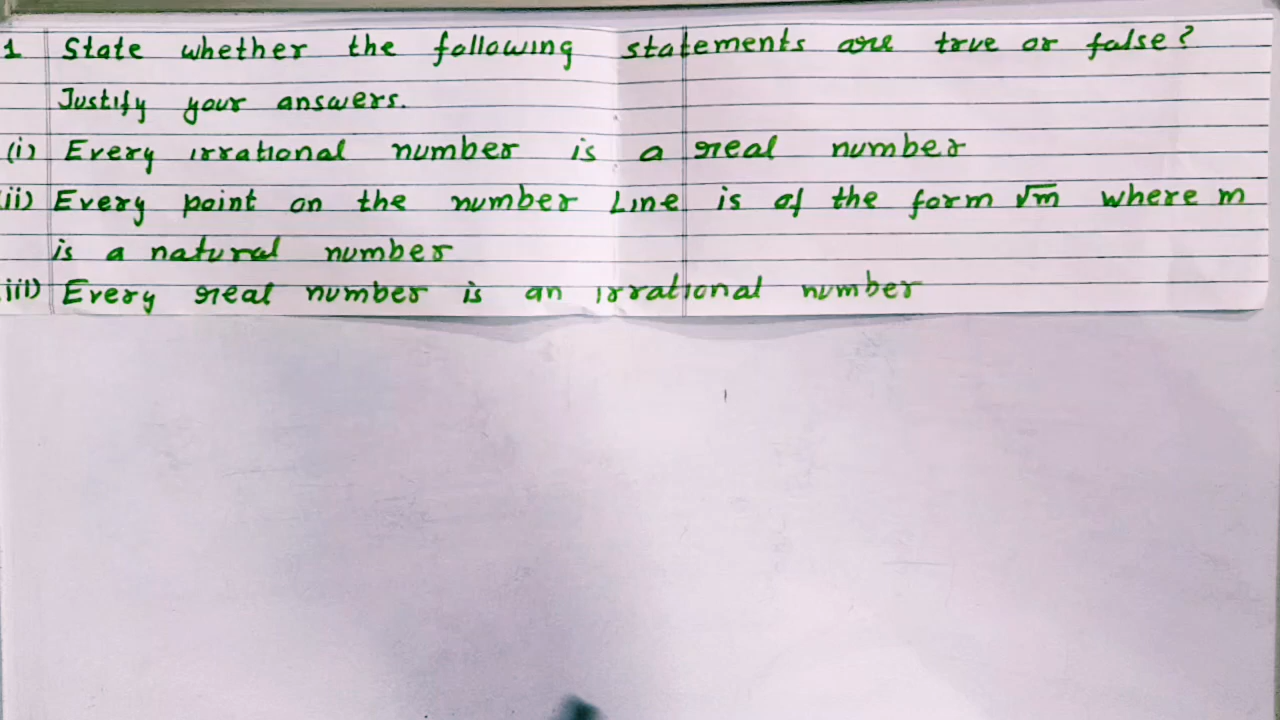 1 State whether the following statements are true or false?
Justify your answers.
(i) Every irrational number is a real number
(ii) Every point on the number Line is of the form √m where m
is a natural number
(iii) Every real number is an irrational number